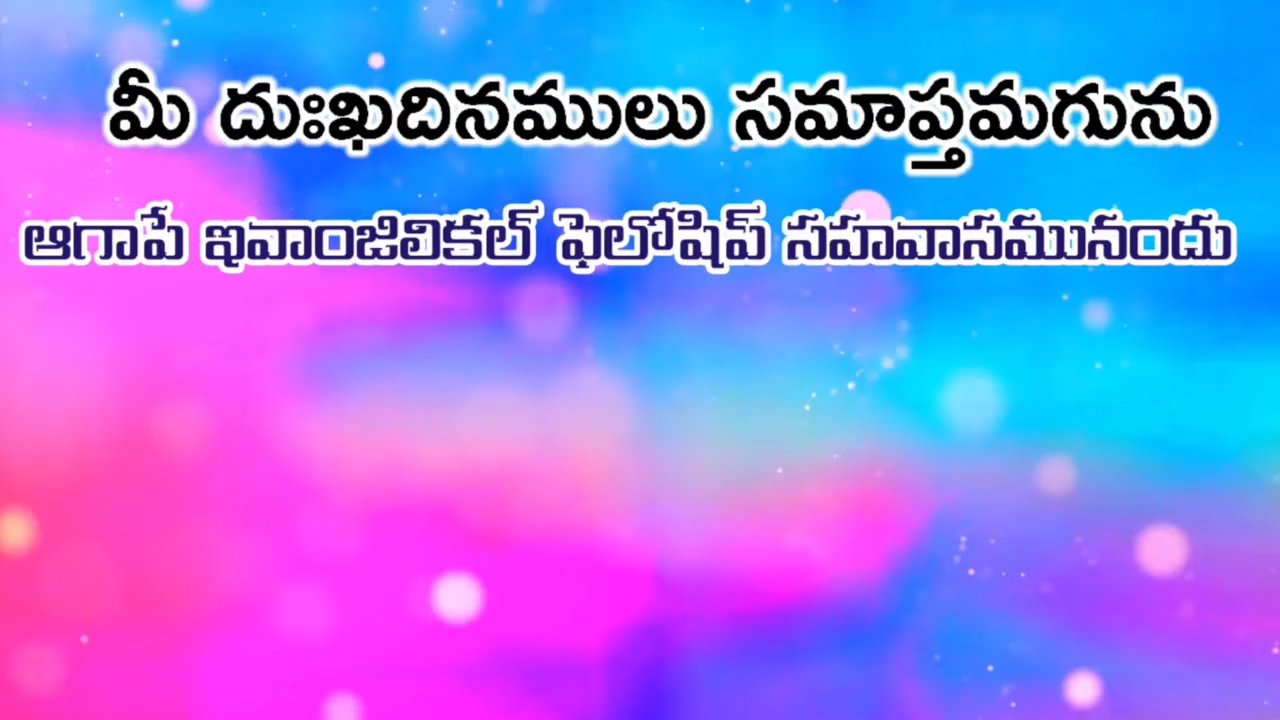 మీ దుఃఖదినములు సమాప్తమగును
ఆగాపే ఇవాంజిలికల్ ఫెలోషిప్ సహవాసమునందు